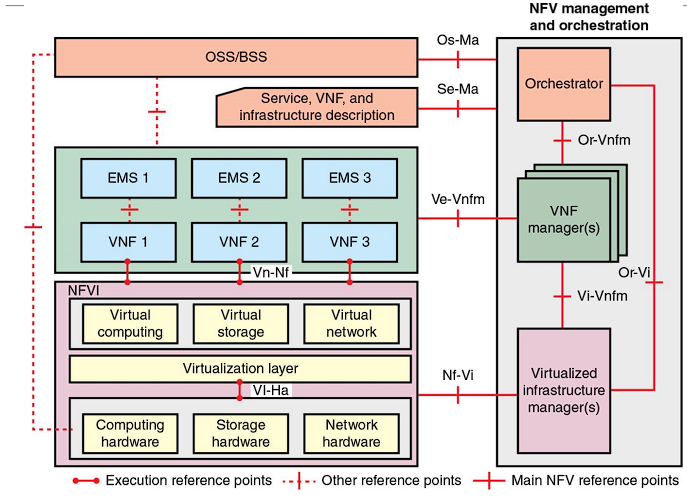 NFV management
and orchestration
Os-Ma
OSS/BSS
Orchestrator
Se-Ma
Service, VNF, and
infrastructure description
Or-Vnfm
EMS 1
EMS 2
EMS 3
Ve-Vnfm
VNF
manager(s)
VNF 1
VNF 2
VNF 3
Vn-Nf
Or-Vi
NFVI
Vi-Vnfm
Virtual
computing
Virtual
storage
Virtual
network
Virtualization layer
Nf-Vi
Virtualized
infrastructure
manager(s)
VI-Ha
Computing
hardware
Storage
hardware
Network
hardware
Execution reference points
Other reference points
Main NFV reference points